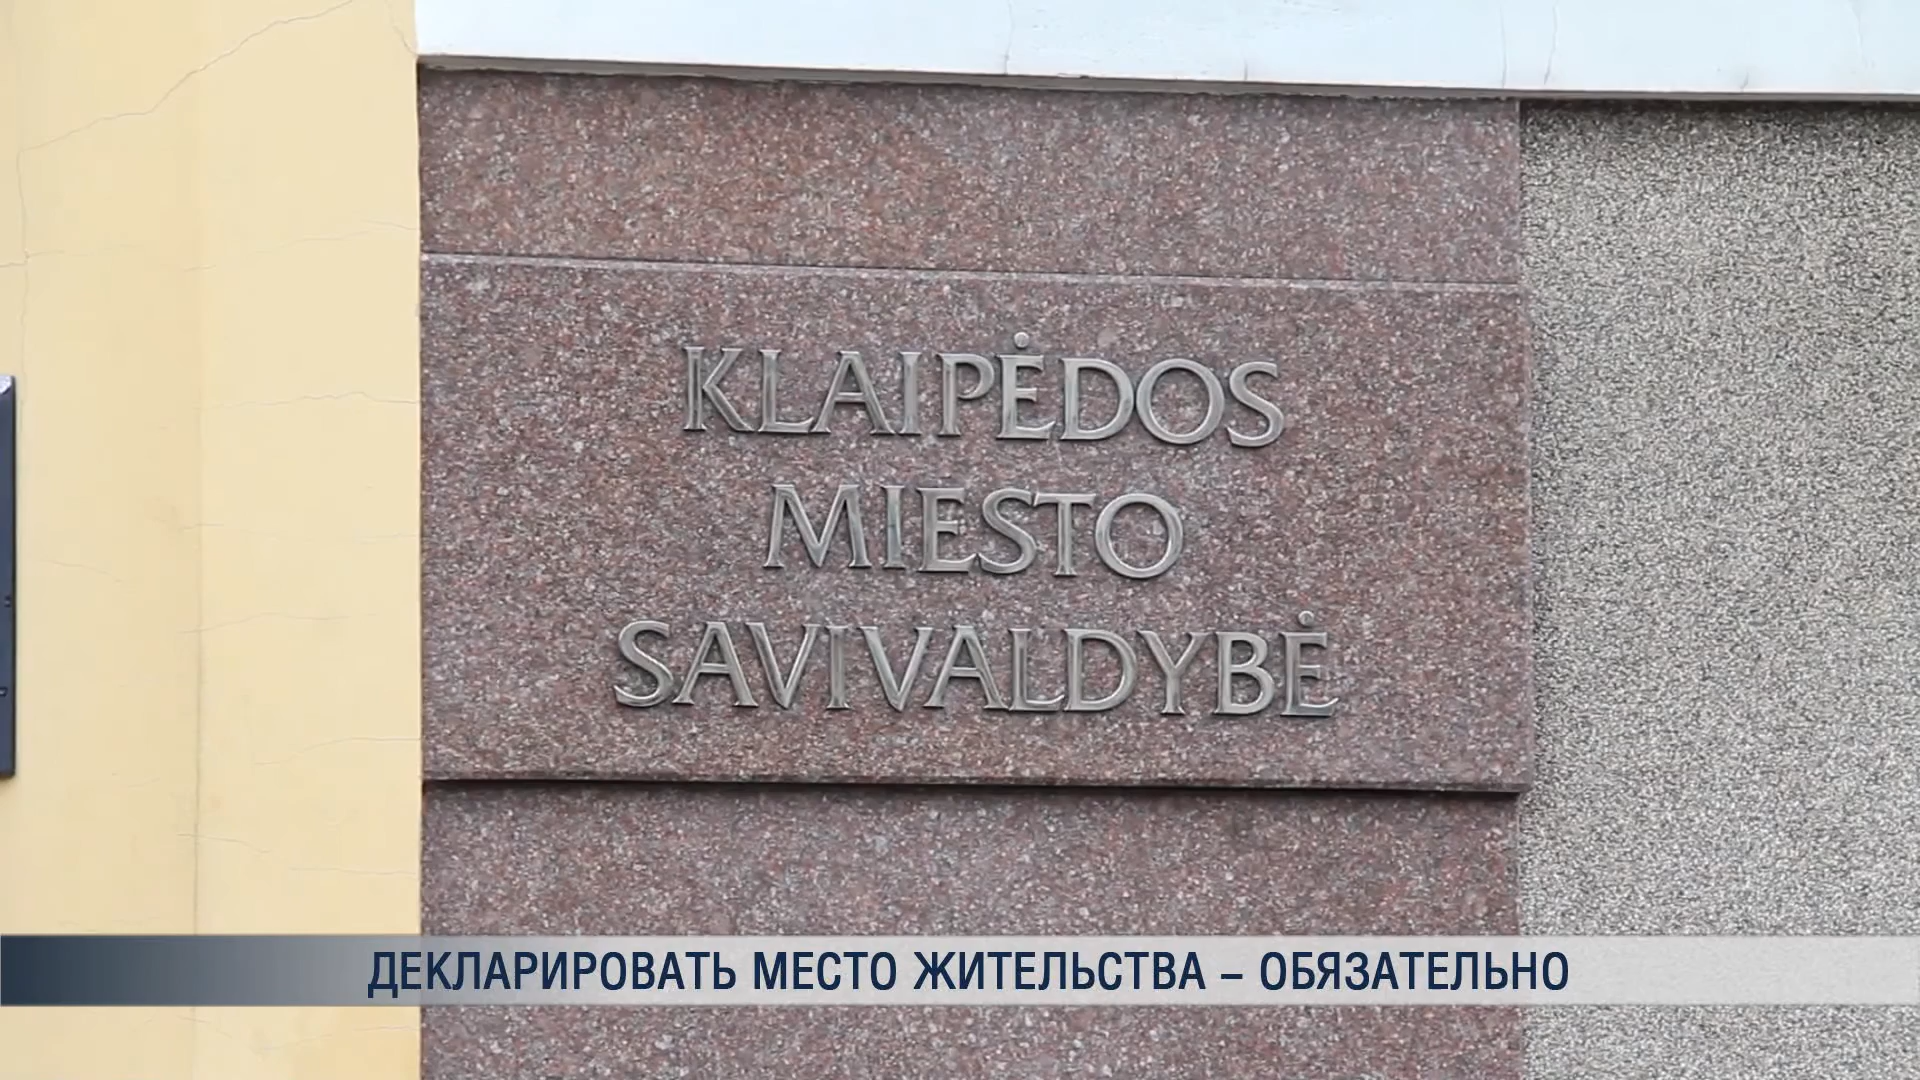 KLAIPĖDOS
MIESTO
SAVIVALDYBĖ
ДЕКЛАРИРОВАТЬ МЕСТО ЖИТЕЛЬСТВА – ОБЯЗАТЕЛЬНО